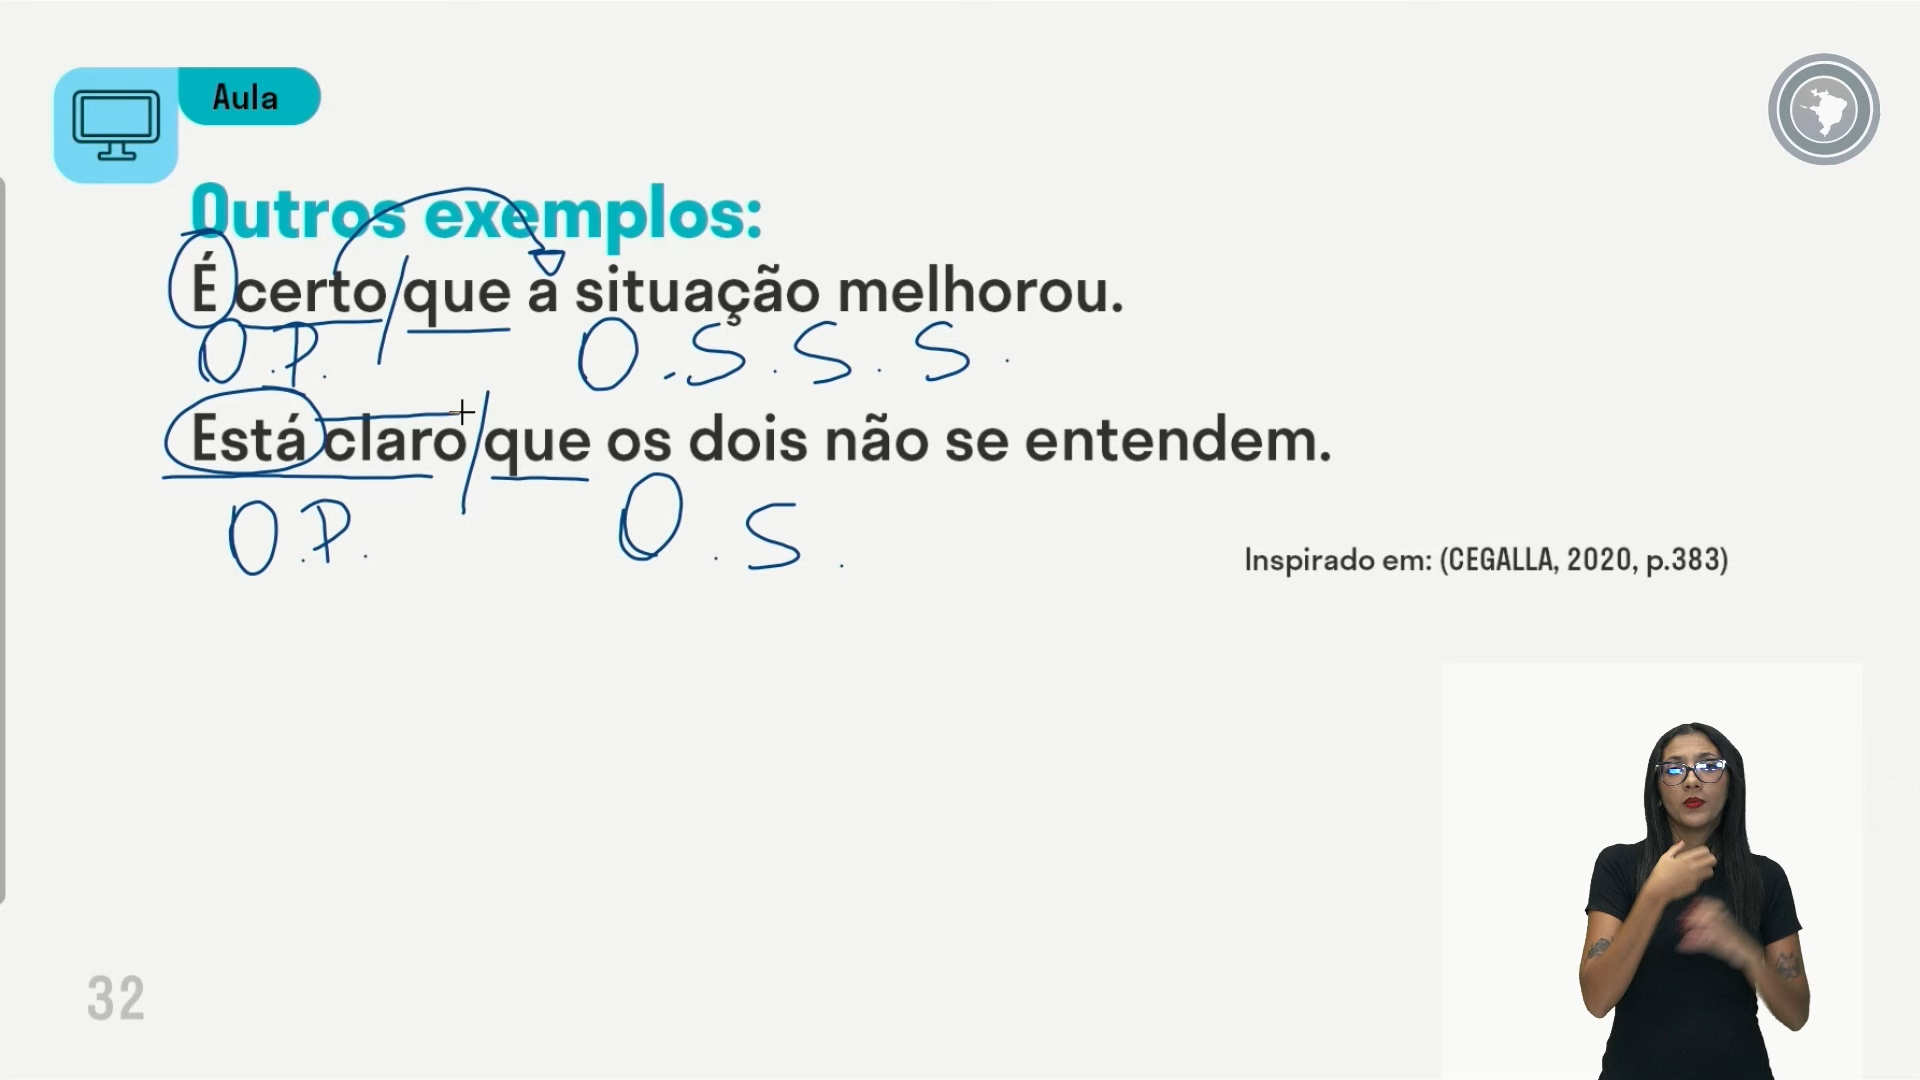 Aula
Outros exemplos:
É certo/que a situação melhorou.
O.P. O.S.S.S.
Está claro/que os dois não se entendem.
O.P. O.S.
Inspirado em: (CEGALLA, 2020, p.383)
32